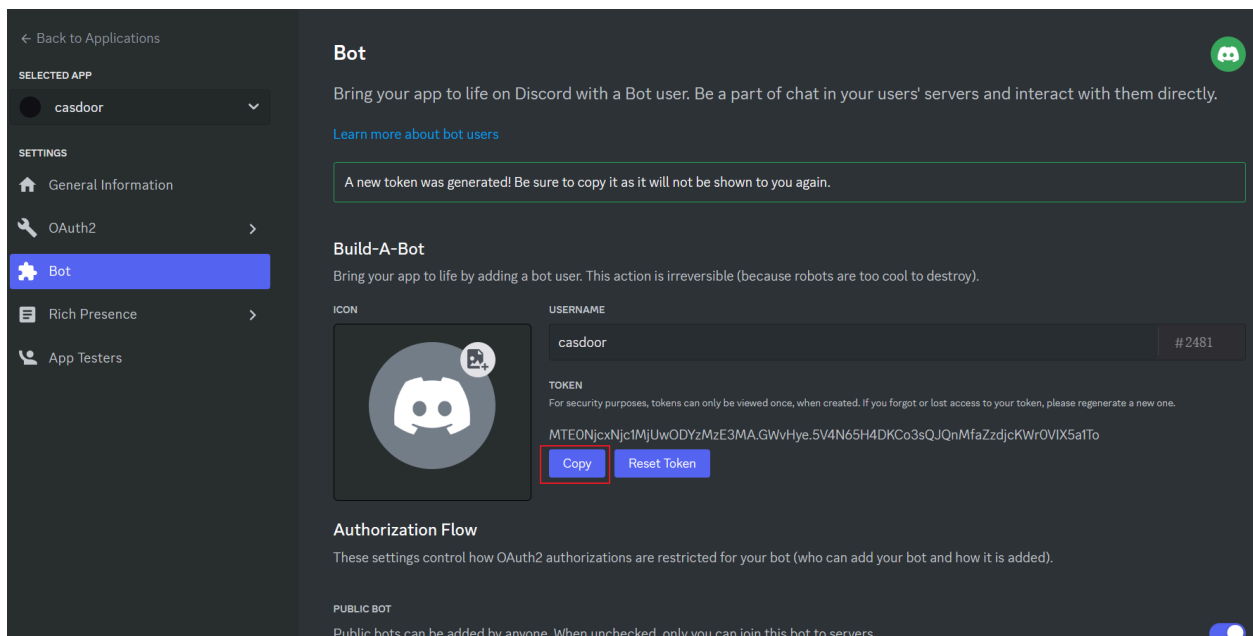 ← Back to Applications
SELECTED APP
casdoor
SETTINGS
General Information
OAuth2
Bot
Rich Presence
App Testers
Bot
Bring your app to life on Discord with a Bot user. Be a part of chat in your users' servers and interact with them directly.
Learn more about bot users
A new token was generated! Be sure to copy it as it will not be shown to you again.
Build-A-Bot
Bring your app to life by adding a bot user. This action is irreversible (because robots are too cool to destroy).
ICON
USERNAME
casdoor
#2481
TOKEN
For security purposes, tokens can only be viewed once, when created. If you forgot or lost access to your token, please regenerate a new one.
MTE0NjcxNjc1MjUwODYzMzE3MA.GWvHye.5V4N65H4DKCo3sQJQnMfaZzdjcKWr0VIX5a1To
Copy
Reset Token
Authorization Flow
These settings control how OAuth2 authorizations are restricted for your bot (who can add your bot and how it is added).
PUBLIC BOT
Public bots can be added by anyone. When unchecked, only you can join this bot to servers.